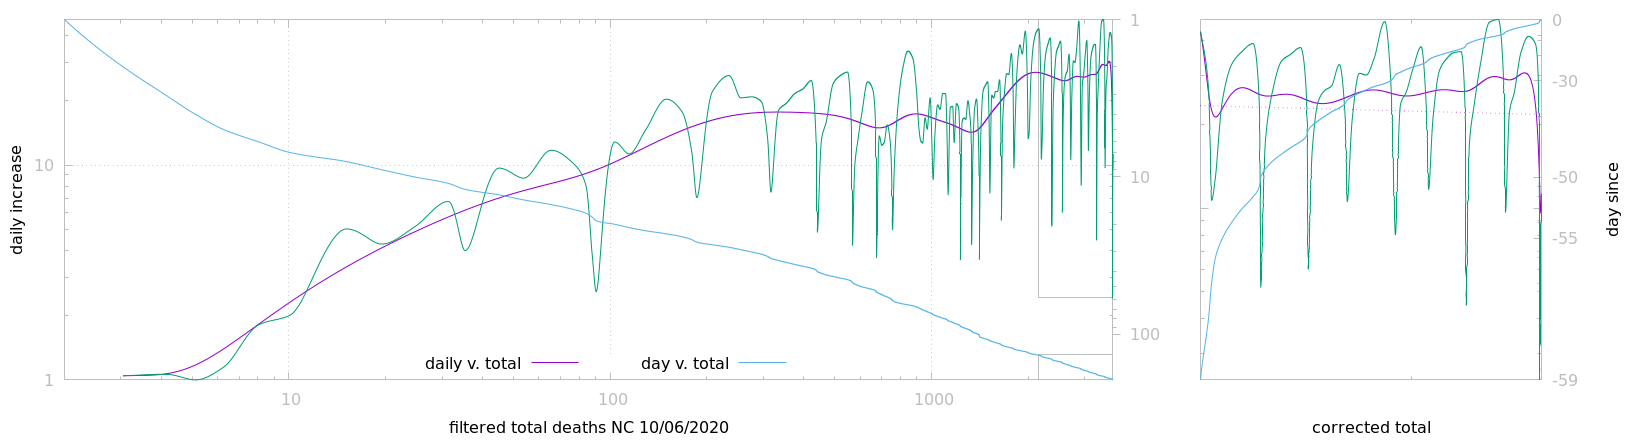 daily increase
10
1
1
10
100
daily v. total
day v. total
10
100
1000
filtered total deaths NC 10/06/2020
0
-30
-50
-55
-59
day since
corrected total